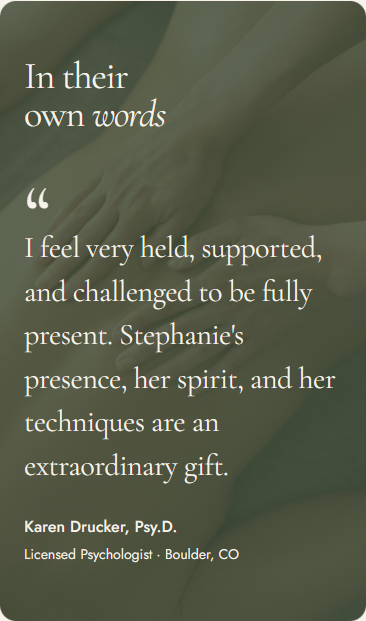 In their
own words
“
I feel very held, supported,
and challenged to be fully
present. Stephanie's
presence, her spirit, and her
techniques are an
extraordinary gift.
Karen Drucker, Psy.D.
Licensed Psychologist · Boulder, CO